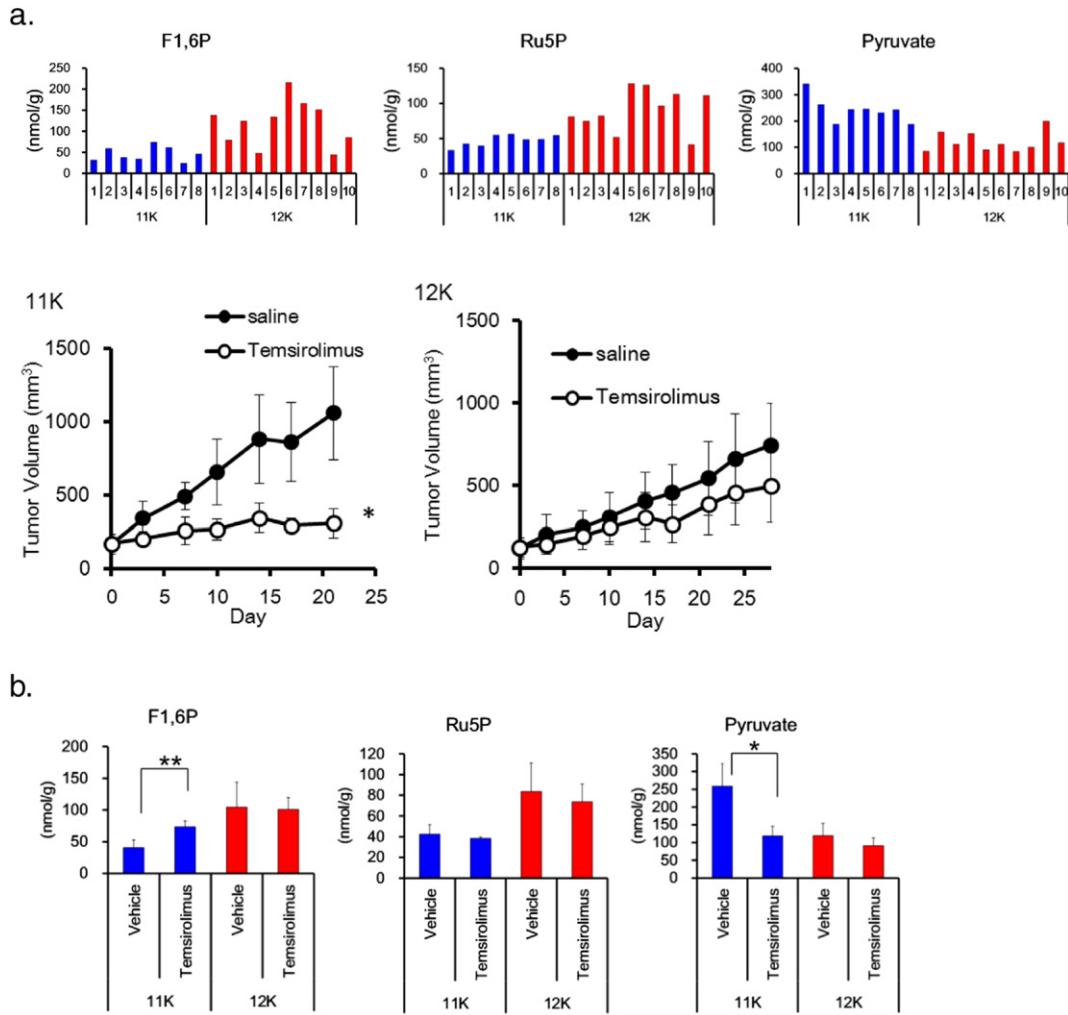 a.
F1,6P
Ru5P
Pyruvate
(nmol/g)
250
200
150
100
50
0
1 2 3 4 5 6 7 8 1 2 3 4 5 6 7 8 9 10
11K 12K
(nmol/g)
150
100
50
0
1 2 3 4 5 6 7 8 1 2 3 4 5 6 7 8 9 10
11K 12K
(nmol/g)
400
300
200
100
0
1 2 3 4 5 6 7 8 1 2 3 4 5 6 7 8 9 10
11K 12K
11K
saline
Temsirolimus
Tumor Volume (mm³)
1500
1000
500
0
*
0 5 10 15 20 25
Day
12K
saline
Temsirolimus
Tumor Volume (mm³)
1500
1000
500
0
0 5 10 15 20 25
Day
b.
F1,6P
(nmol/g)
200
150
100
50
0
**
Vehicle
Temsirolimus
Vehicle
Temsirolimus
11K 12K
Ru5P
(nmol/g)
120
100
80
60
40
20
0
Vehicle
Temsirolimus
Vehicle
Temsirolimus
11K 12K
Pyruvate
(nmol/g)
350
300
250
200
150
100
50
0
*
Vehicle
Temsirolimus
Vehicle
Temsirolimus
11K 12K